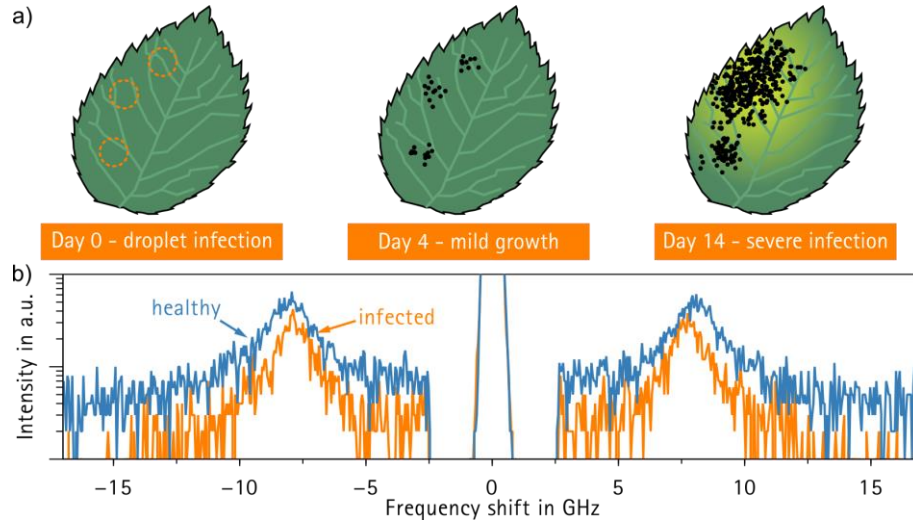 a)
Day 0 - droplet infection
Day 4 - mild growth
Day 14 - severe infection
b)
healthy
infected
Intensity in a.u.
−15 −10 −5 0 5 10 15
Frequency shift in GHz